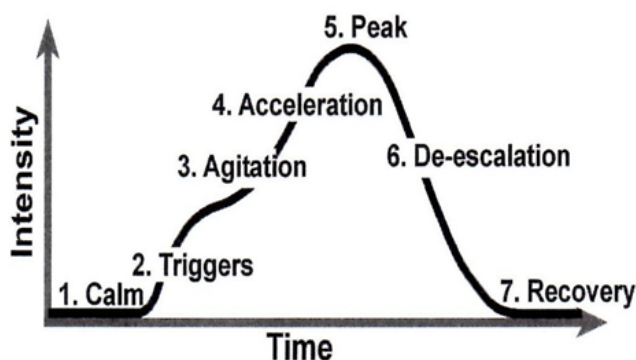 5. Peak
4. Acceleration
3. Agitation
6. De-escalation
2. Triggers
1. Calm
7. Recovery
Intensity
Time